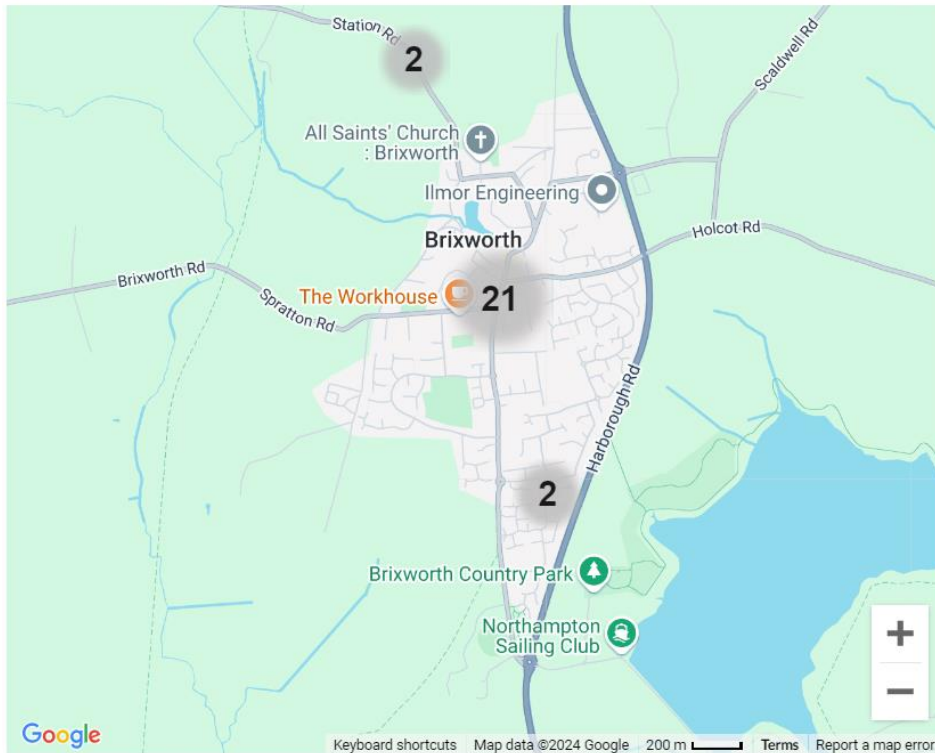 Station Rd
2
Scaldwell Rd
All Saints' Church
: Brixworth
Ilmor Engineering
Brixworth
Holcot Rd
Brixworth Rd
The Workhouse
21
Spratton Rd
Harborough Rd
2
Brixworth Country Park
Northampton
Sailing Club
+
−
Google
Keyboard shortcuts
Map data ©2024 Google
200 m
Terms
Report a map error